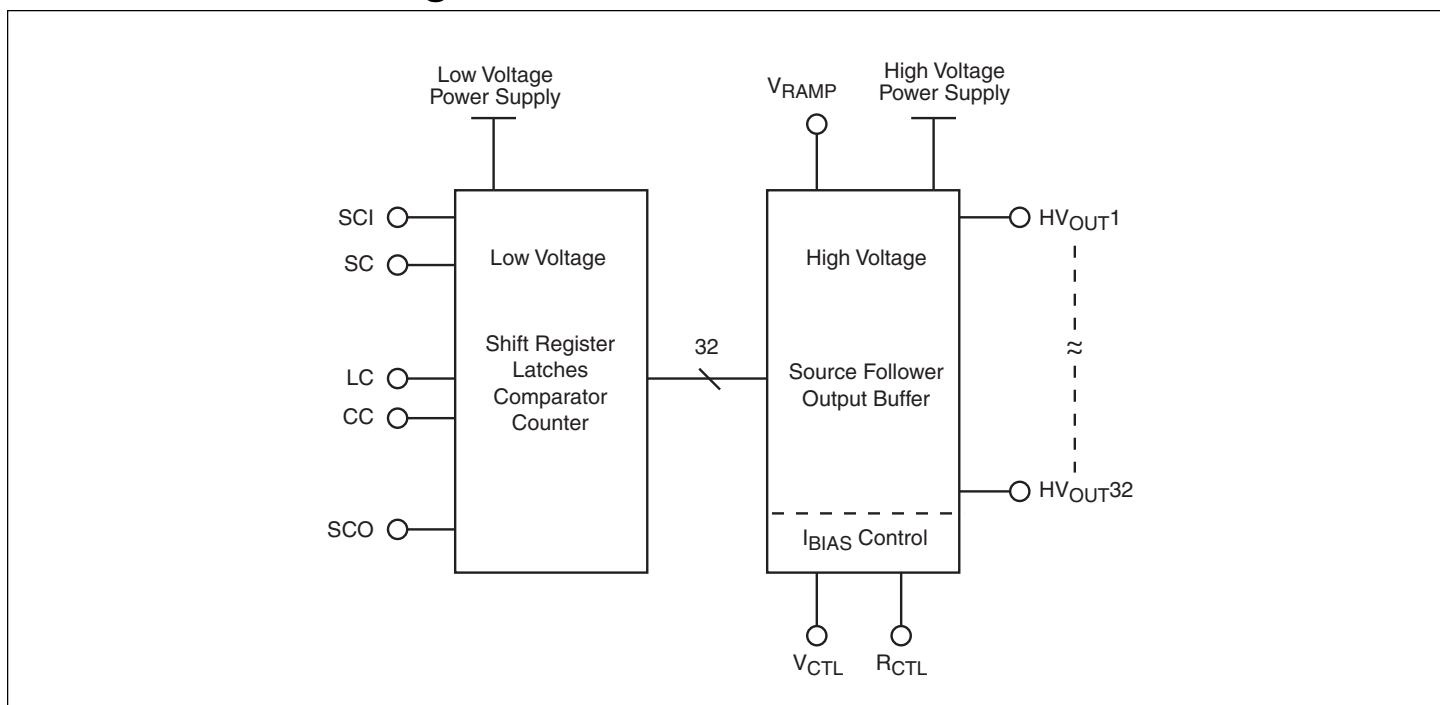 Low Voltage
Power Supply
VRAMP
High Voltage
Power Supply
SCI
SC
LC
CC
SCO
Low Voltage
Shift Register
Latches
Comparator
Counter
32
High Voltage
Source Follower
Output Buffer
IBIAS Control
HVOUT1
≈
HVOUT32
VCTL
RCTL